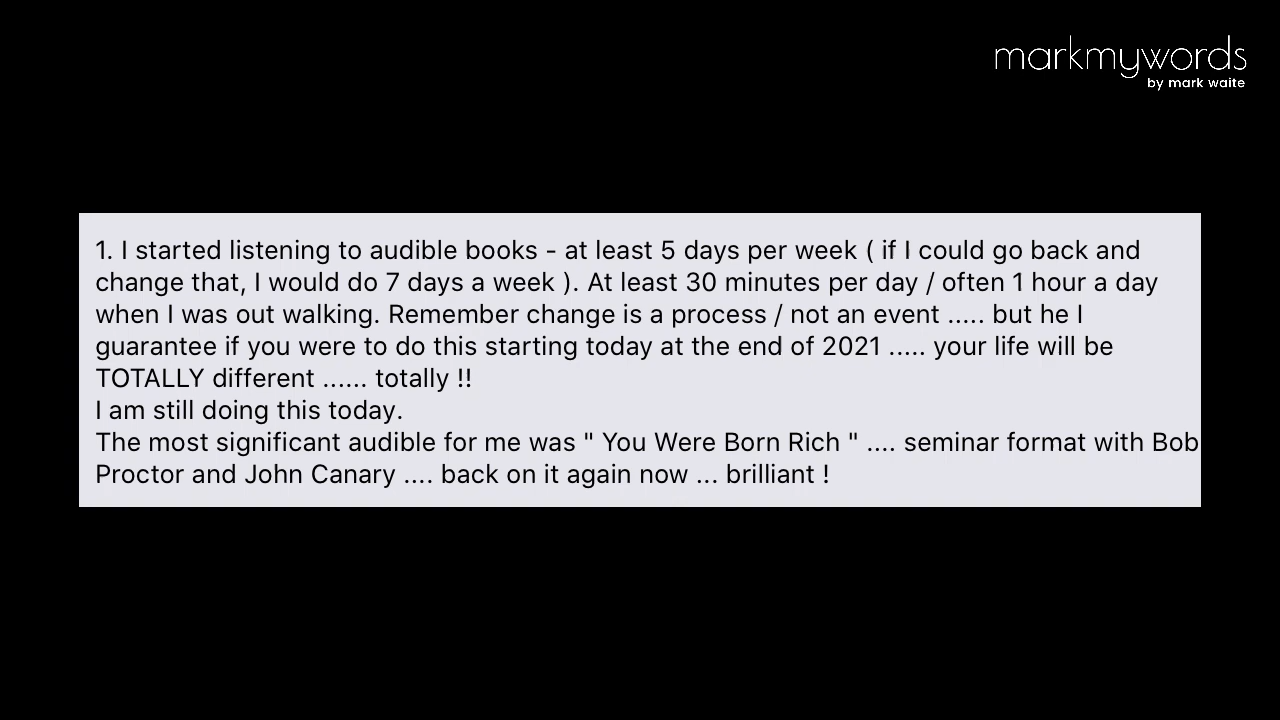 markmywords
by mark waite
1. I started listening to audible books - at least 5 days per week ( if I could go back and
change that, I would do 7 days a week ). At least 30 minutes per day / often 1 hour a day
when I was out walking. Remember change is a process / not an event ..... but he I
guarantee if you were to do this starting today at the end of 2021 ..... your life will be
TOTALLY different ...... totally !!
I am still doing this today.
The most significant audible for me was " You Were Born Rich " .... seminar format with Bob
Proctor and John Canary .... back on it again now ... brilliant !